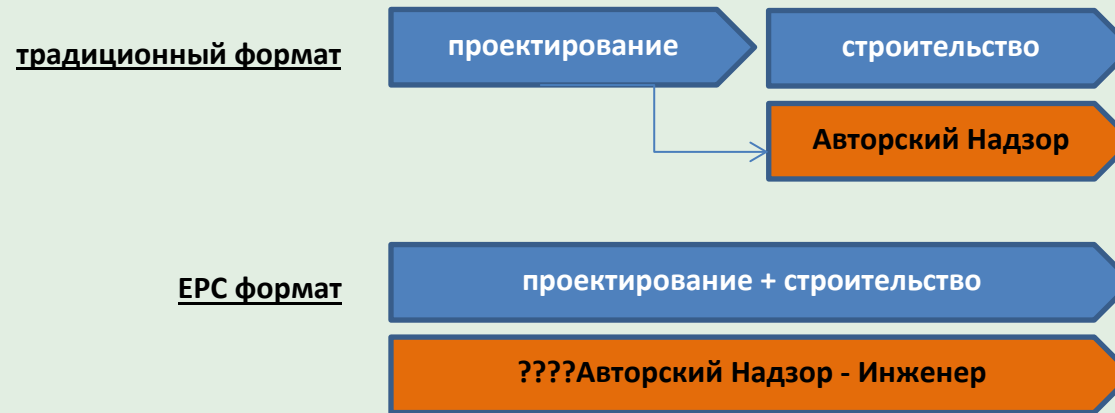 традиционный формат
проектирование
строительство
Авторский Надзор
EPC формат
проектирование + строительство
????Авторский Надзор - Инженер